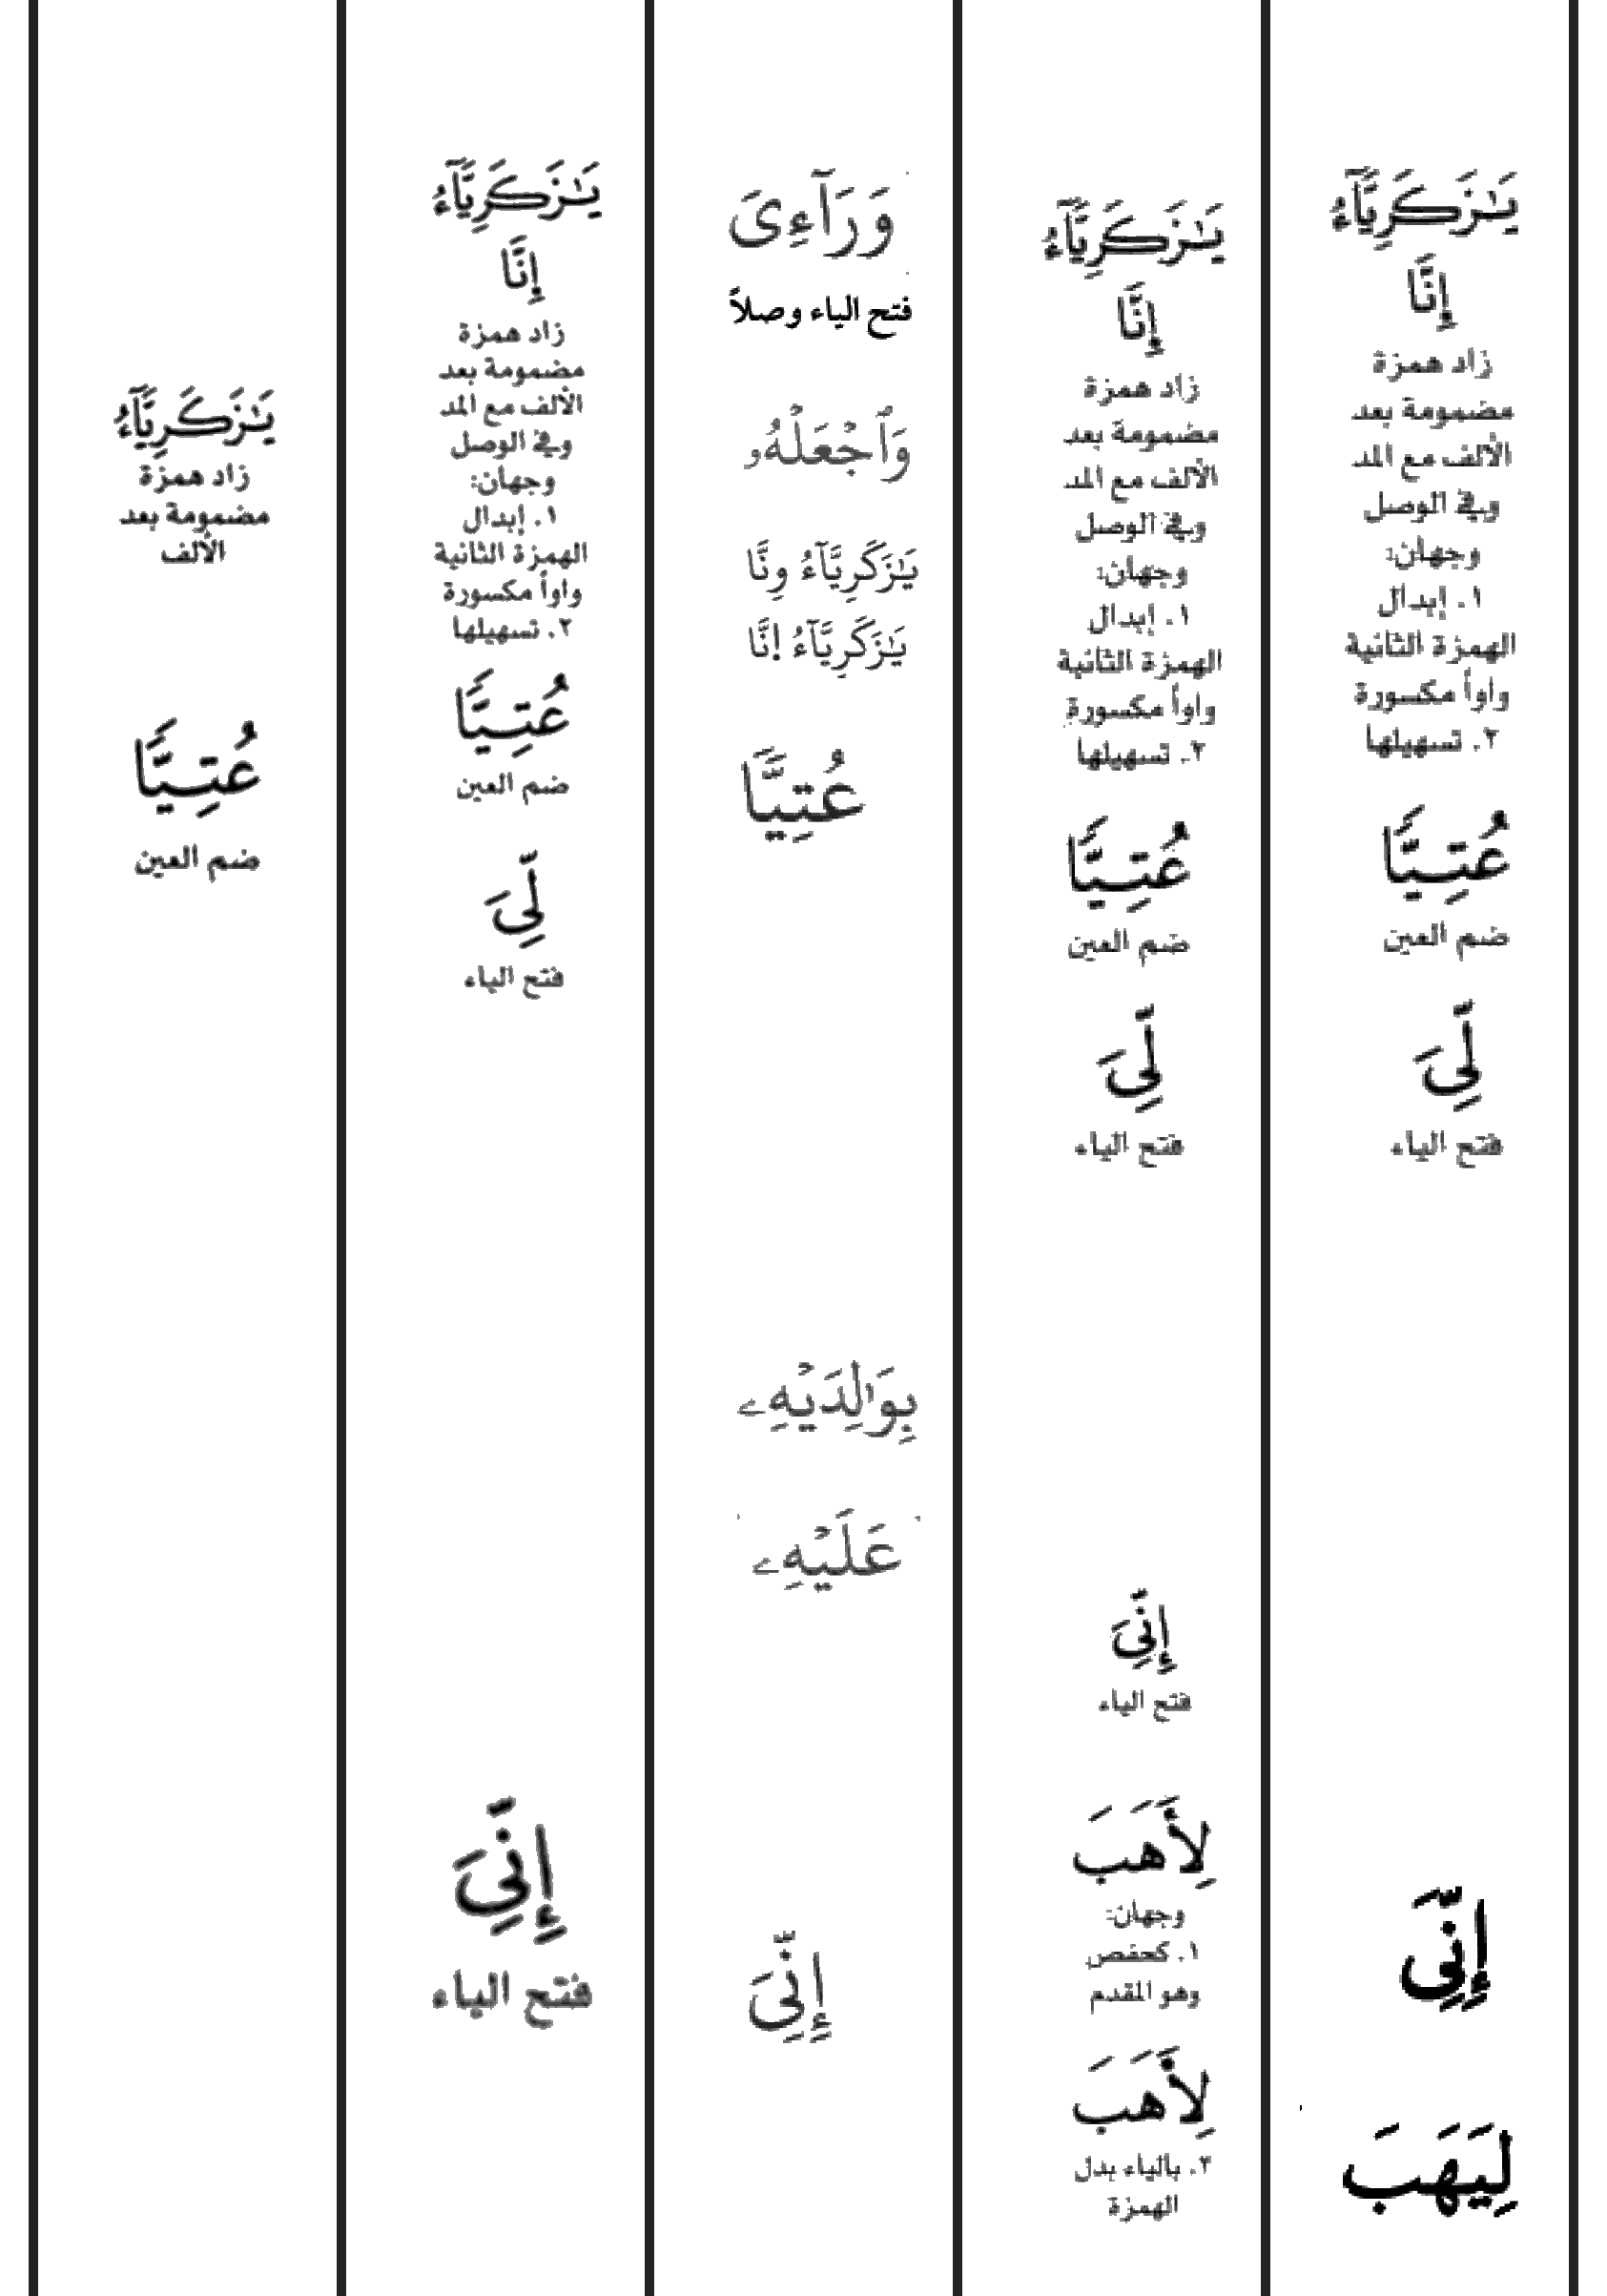 يَٰزَكَرِيَّآءُ
إِنَّا
زاد همزة
مضمومة بعد
الألف مع المد
وفي الوصل
وجهان:
١. إبدال
الهمزة الثانية
واواً مكسورة
٢. تسهيلها
عُتِيًّا
ضم العين
لِّىَ
فتح الياء
إِنِّىَ
لِيَهَبَ
يَٰزَكَرِيَّآءُ
إِنَّا
زاد همزة
مضمومة بعد
الألف مع المد
وفي الوصل
وجهان:
١. إبدال
الهمزة الثانية
واواً مكسورة
٢. تسهيلها
عُتِيًّا
ضم العين
لِّىَ
فتح الياء
إِنِّىَ
فتح الياء
لِأَهَبَ
وجهان:
١. كحفص
وهو المقدم
لِأَهَبَ
٢. بالياء بدل
الهمزة
وَرَآءِىَ
فتح الياء وصلاً
وَٱجْعَلْهُۥ
يَٰزَكَرِيَّآءُ وِنَّا
يَٰزَكَرِيَّآءُ اِنَّا
عُتِيًّا
بِوَٰلِدَيْهِۦ
عَلَيْهِۦ
إِنِّىَ
يَٰزَكَرِيَّآءُ
إِنَّا
زاد همزة
مضمومة بعد
الألف مع المد
وفي الوصل
وجهان:
١. إبدال
الهمزة الثانية
واواً مكسورة
٢. تسهيلها
عُتِيًّا
ضم العين
لِّىَ
فتح الياء
إِنِّىَ
فتح الياء
يَٰزَكَرِيَّآءُ
زاد همزة
مضمومة بعد
الألف
عُتِيًّا
ضم العين